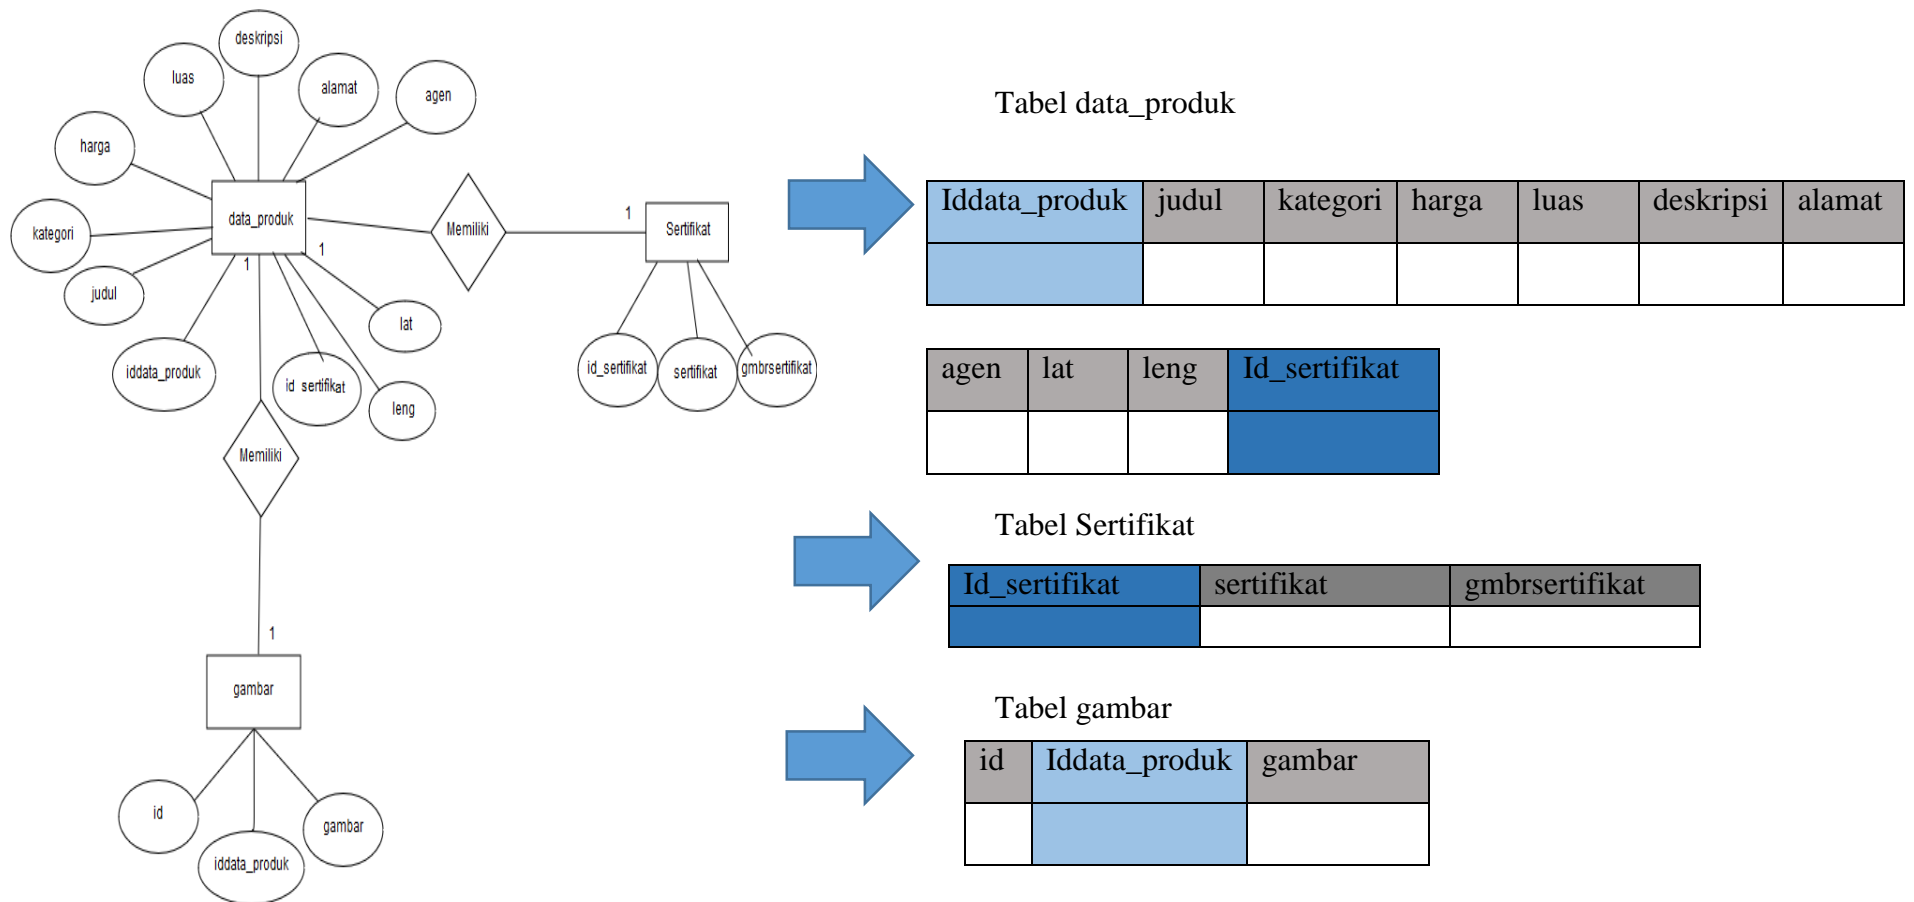 deskripsi
luas
alamat
agen
harga
kategori
judul
data_produk
1
1
iddata_produk
id_sertifikat
leng
lat
Memiliki
1
Sertifikat
id_sertifikat
sertifikat
gmbrsertifikat
Memiliki
1
gambar
id
iddata_produk
gambar
Tabel data_produk
Iddata_produk judul kategori harga luas deskripsi alamat
agen lat leng Id_sertifikat
Tabel Sertifikat
Id_sertifikat sertifikat gmbrsertifikat
Tabel gambar
id Iddata_produk gambar